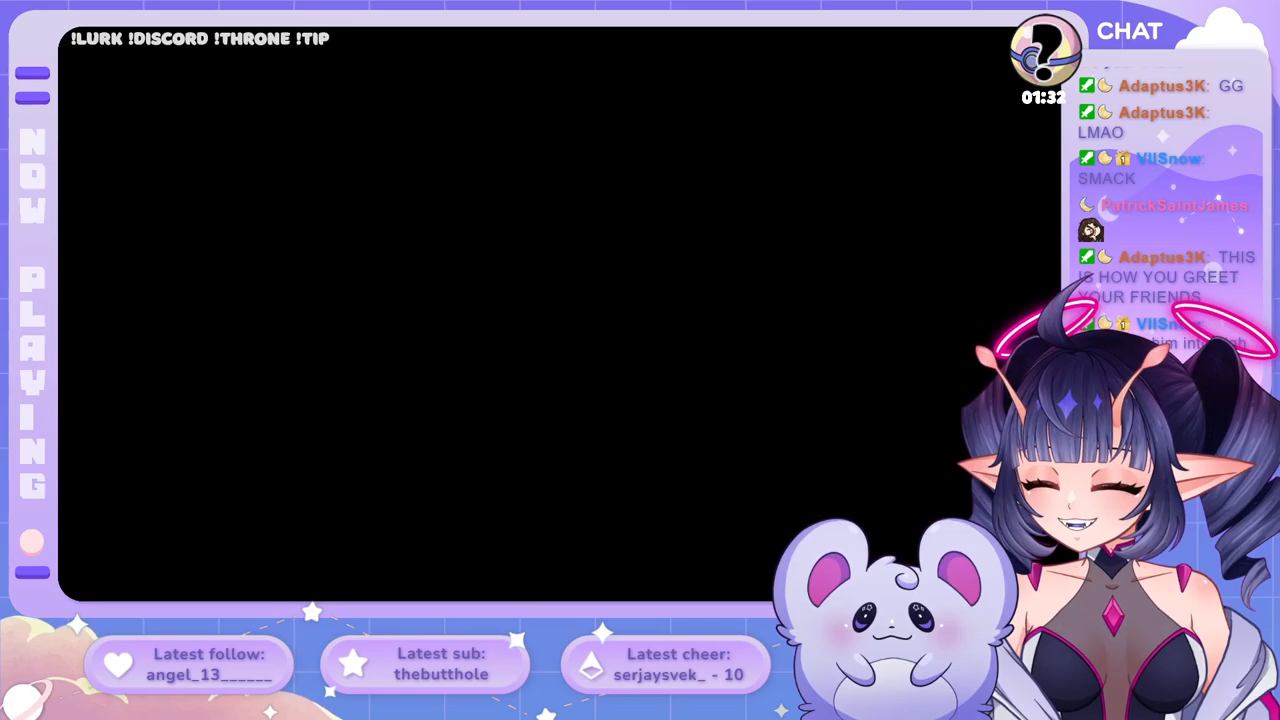 !LURK !DISCORD !THRONE !TIP
01:32
CHAT
Adaptus3K: GG
Adaptus3K:
LMAO
VIISnow:
SMACK
PatrickSaintJames
Adaptus3K: THIS
IS HOW YOU GREET
YOUR FRIENDS
him
NOW PLAYING
Latest follow:
angel_13______
Latest sub:
thebutthole
Latest cheer:
serjaysvek_ - 10